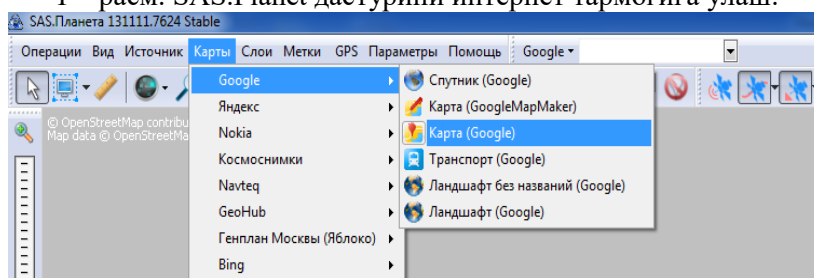 1 – расм. SAS.Planet дастурини интернет тармоғига улаш.
SAS.Планета 131111.7624 Stable
Операции Вид Источник Карты Слои Метки GPS Параметры Помощь Google
Google
Яндекс
Nokia
Космоснимки
Navteq
GeoHub
Генплан Москвы (Яблоко)
Bing
Спутник (Google)
Карта (GoogleMapMaker)
Карта (Google)
Транспорт (Google)
Ландшафт без названий (Google)
Ландшафт (Google)
© OpenStreetMap contribu
Map data © OpenStreetMa